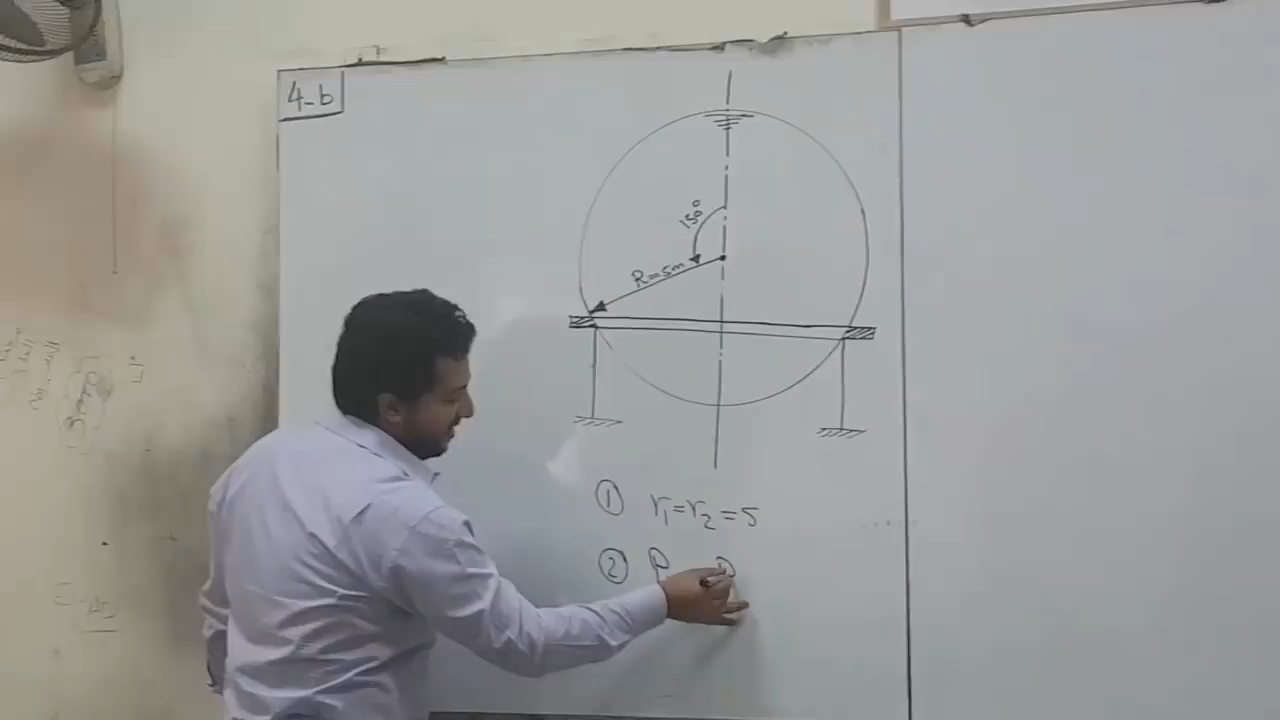 4-b
150°
R=5m
① r₁=r₂=5
② P